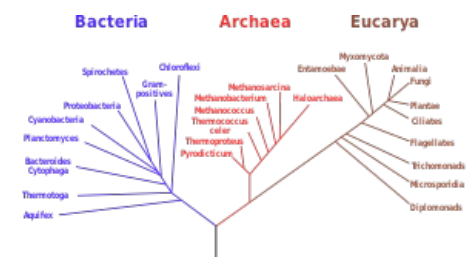 Bacteria
Archaea
Eucarya
Spirochetes
Chloroflexi
Gram-
positives
Proteobacteria
Cyanobacteria
Planctomyces
Bacteroides
Cytophaga
Thermotoga
Aquifex
Methanosarcina
Methanobacterium
Methanococcus
Thermococcus
celer
Thermoproteus
Pyrodicticum
Haloarchaea
Myxomycota
Entamoebae
Animalia
Fungi
Plantae
Ciliates
Flagellates
Trichomonads
Microsporidia
Diplomonads